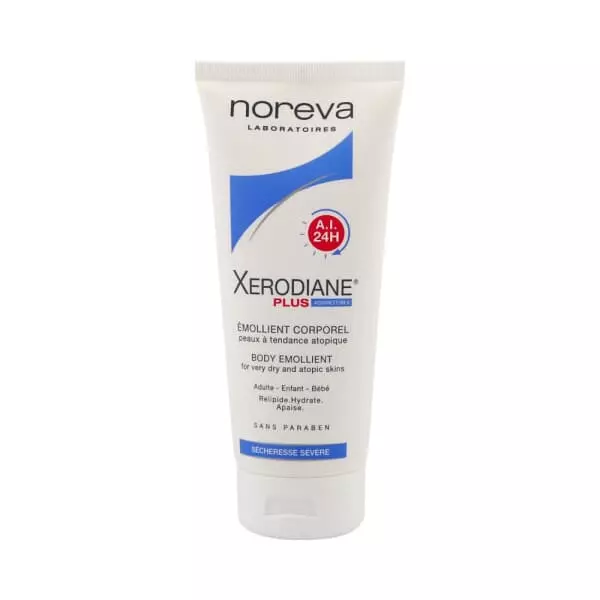 noreva
LABORATOIRES
A.I.
24H
XERODIANE®
PLUS
ÉMOLLIENT CORPOREL
peaux à tendance atopique
BODY EMOLLIENT
for very dry and atopic skins
Adulte - Enfant - Bébé
Relipide.Hydrate.
Apaise.
SANS PARABEN
SÉCHERESSE SÉVÈRE